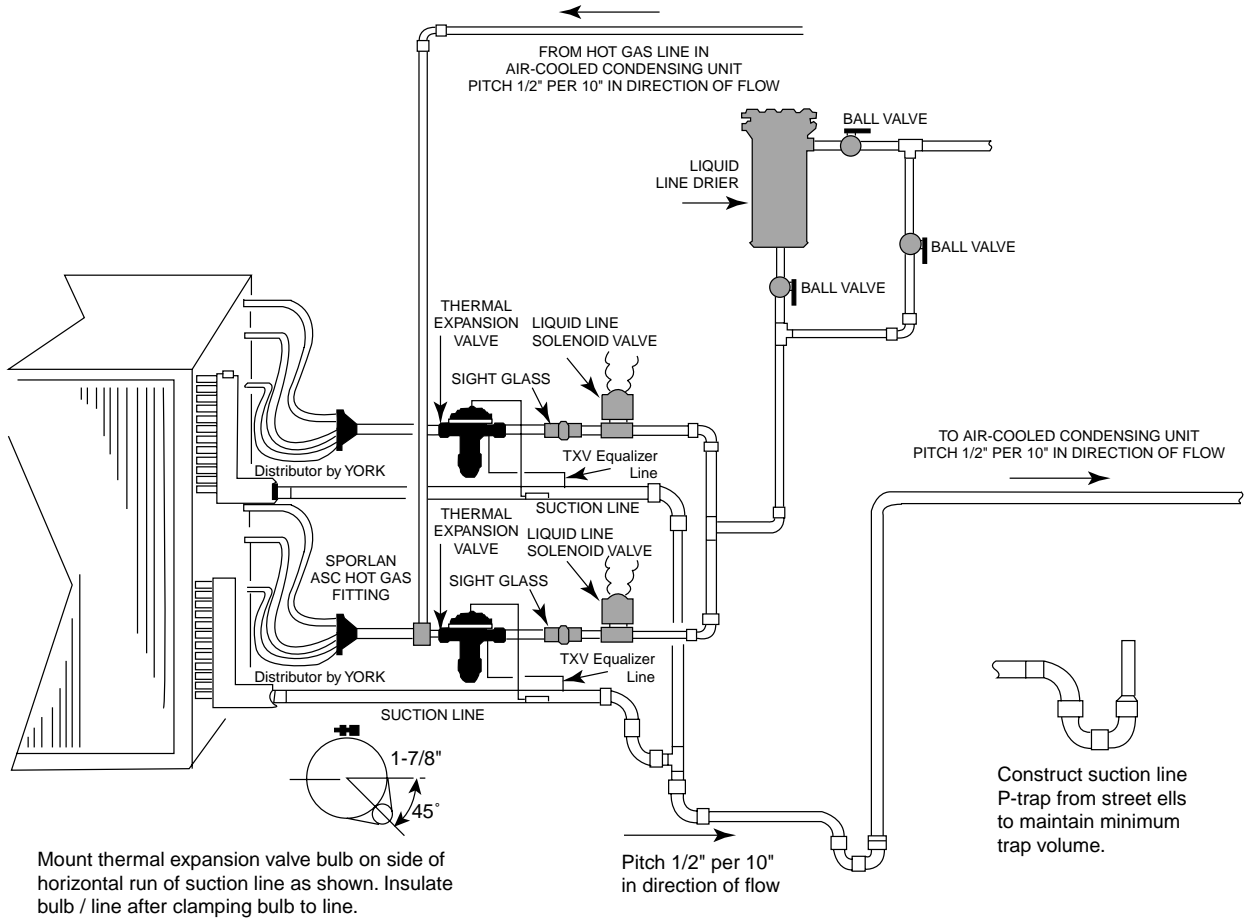 FROM HOT GAS LINE IN
AIR-COOLED CONDENSING UNIT
PITCH 1/2" PER 10" IN DIRECTION OF FLOW
BALL VALVE
LIQUID
LINE DRIER
BALL VALVE
BALL VALVE
THERMAL
EXPANSION
VALVE
LIQUID LINE
SOLENOID VALVE
SIGHT GLASS
TO AIR-COOLED CONDENSING UNIT
PITCH 1/2" PER 10" IN DIRECTION OF FLOW
Distributor by YORK
TXV Equalizer
Line
SUCTION LINE
THERMAL
EXPANSION
VALVE
LIQUID LINE
SOLENOID VALVE
SPORLAN
ASC HOT GAS
FITTING
SIGHT GLASS
Distributor by YORK
TXV Equalizer
Line
SUCTION LINE
1-7/8"
45°
Construct suction line
P-trap from street ells
to maintain minimum
trap volume.
Pitch 1/2" per 10"
in direction of flow
Mount thermal expansion valve bulb on side of
horizontal run of suction line as shown. Insulate
bulb / line after clamping bulb to line.